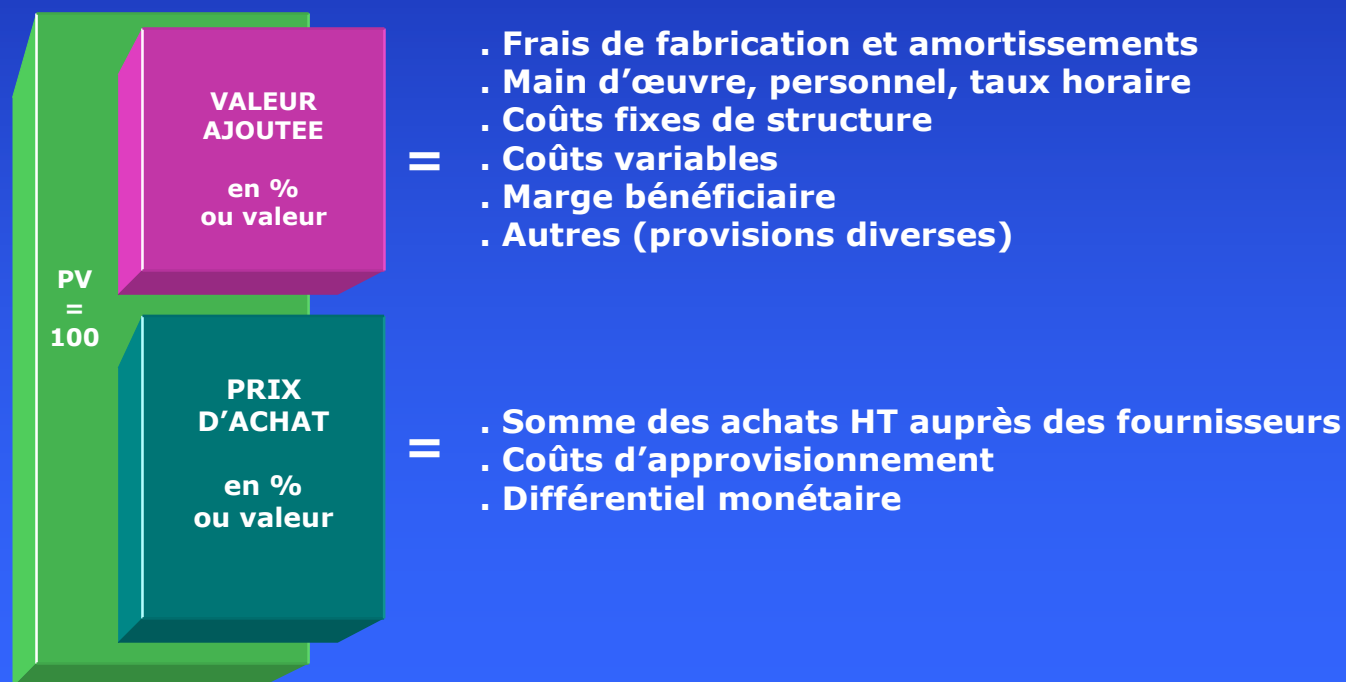 VALEUR
AJOUTEE
en %
ou valeur
=
. Frais de fabrication et amortissements
. Main d’œuvre, personnel, taux horaire
. Coûts fixes de structure
. Coûts variables
. Marge bénéficiaire
. Autres (provisions diverses)
PV
=
100
PRIX
D’ACHAT
en %
ou valeur
=
. Somme des achats HT auprès des fournisseurs
. Coûts d’approvisionnement
. Différentiel monétaire